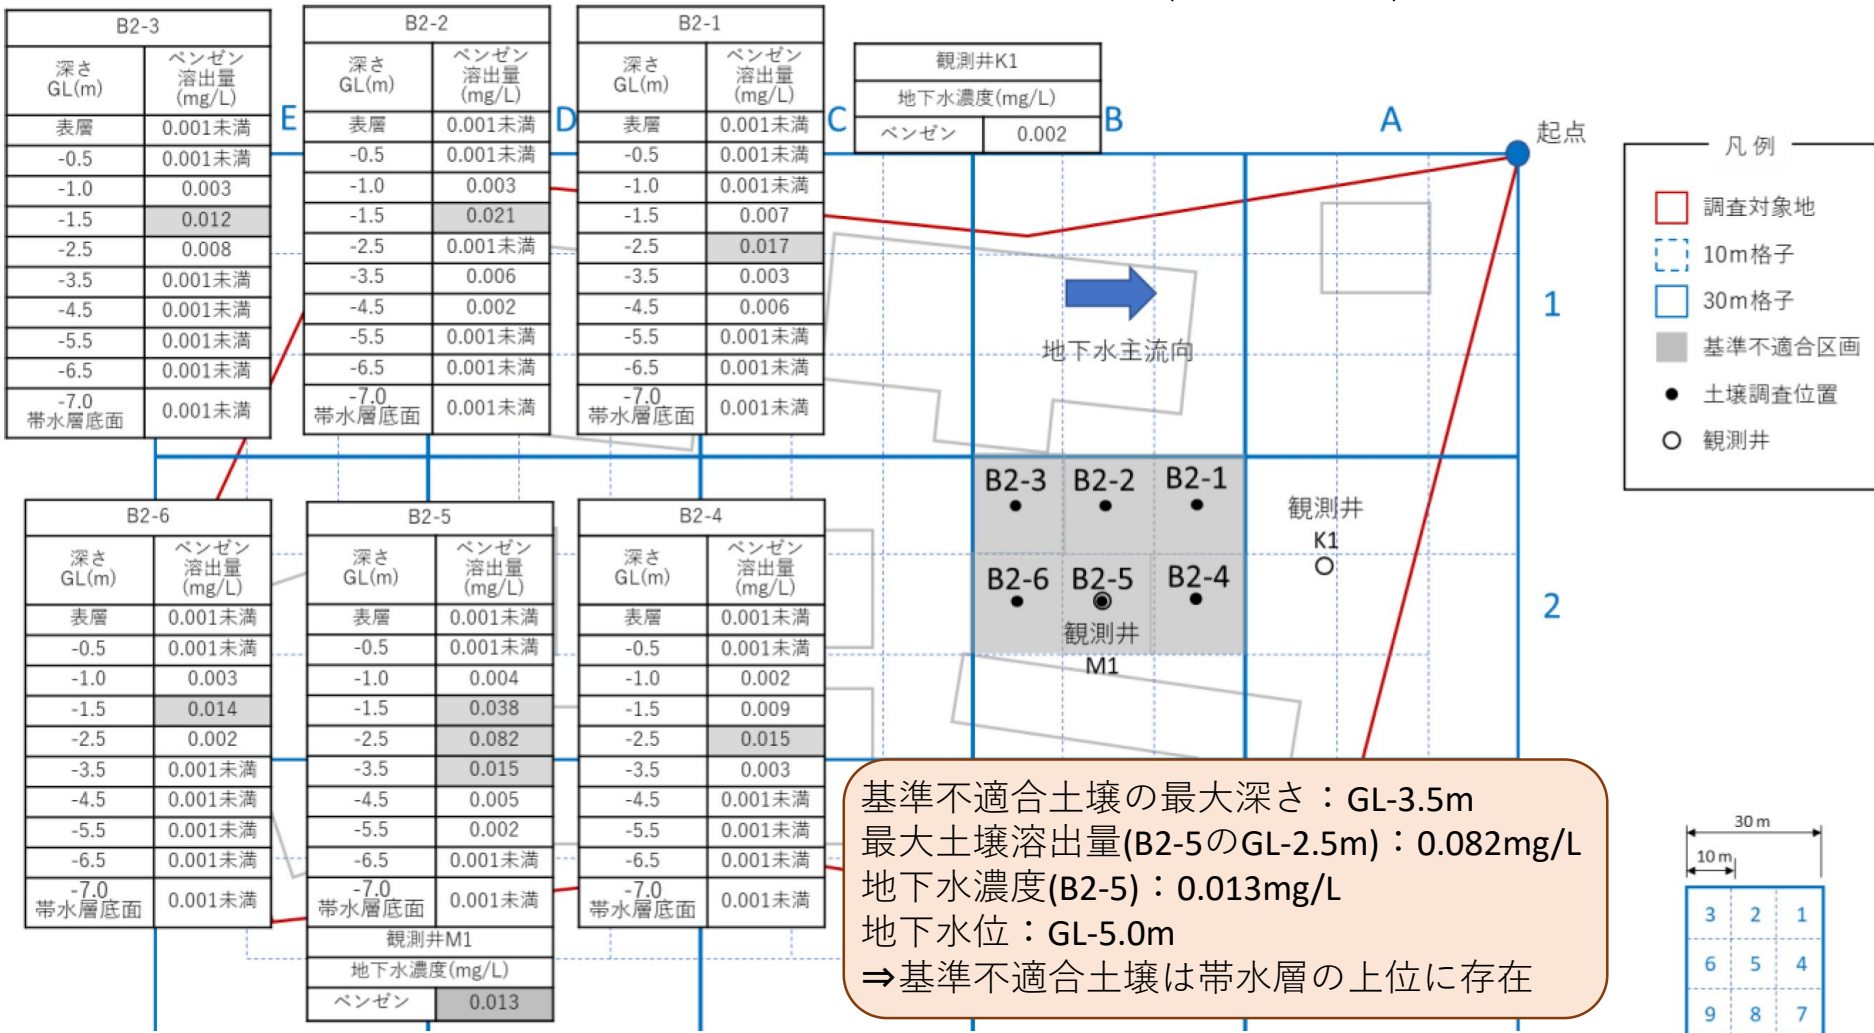 B2-3
深さ
GL(m)
ベンゼン
溶出量
(mg/L)
表層 0.001未満
-0.5 0.001未満
-1.0 0.003
-1.5 0.012
-2.5 0.008
-3.5 0.001未満
-4.5 0.001未満
-5.5 0.001未満
-6.5 0.001未満
-7.0
帯水層底面 0.001未満
E
B2-2
深さ
GL(m)
ベンゼン
溶出量
(mg/L)
表層 0.001未満
-0.5 0.001未満
-1.0 0.003
-1.5 0.021
-2.5 0.001未満
-3.5 0.006
-4.5 0.002
-5.5 0.001未満
-6.5 0.001未満
-7.0
帯水層底面 0.001未満
D
B2-1
深さ
GL(m)
ベンゼン
溶出量
(mg/L)
表層 0.001未満
-0.5 0.001未満
-1.0 0.001未満
-1.5 0.007
-2.5 0.017
-3.5 0.003
-4.5 0.006
-5.5 0.001未満
-6.5 0.001未満
-7.0
帯水層底面 0.001未満
C
観測井K1
地下水濃度(mg/L)
ベンゼン 0.002
B
A
起点
凡例
調査対象地
10m格子
30m格子
基準不適合区画
土壌調査位置
観測井
1
地下水主流向
B2-3 B2-2 B2-1
観測井
K1
B2-6 B2-5 B2-4
観測井
M1
2
B2-6
深さ
GL(m)
ベンゼン
溶出量
(mg/L)
表層 0.001未満
-0.5 0.001未満
-1.0 0.003
-1.5 0.014
-2.5 0.002
-3.5 0.001未満
-4.5 0.001未満
-5.5 0.001未満
-6.5 0.001未満
-7.0
帯水層底面 0.001未満
B2-5
深さ
GL(m)
ベンゼン
溶出量
(mg/L)
表層 0.001未満
-0.5 0.001未満
-1.0 0.004
-1.5 0.038
-2.5 0.082
-3.5 0.015
-4.5 0.005
-5.5 0.002
-6.5 0.001未満
-7.0
帯水層底面 0.001未満
観測井M1
地下水濃度(mg/L)
ベンゼン 0.013
B2-4
深さ
GL(m)
ベンゼン
溶出量
(mg/L)
表層 0.001未満
-0.5 0.001未満
-1.0 0.002
-1.5 0.009
-2.5 0.015
-3.5 0.003
-4.5 0.001未満
-5.5 0.001未満
-6.5 0.001未満
-7.0
帯水層底面 0.001未満
基準不適合土壌の最大深さ：GL-3.5m
最大土壌溶出量(B2-5のGL-2.5m)：0.082mg/L
地下水濃度(B2-5)：0.013mg/L
地下水位：GL-5.0m
⇒基準不適合土壌は帯水層の上位に存在
30 m
10 m
3 2 1
6 5 4
9 8 7